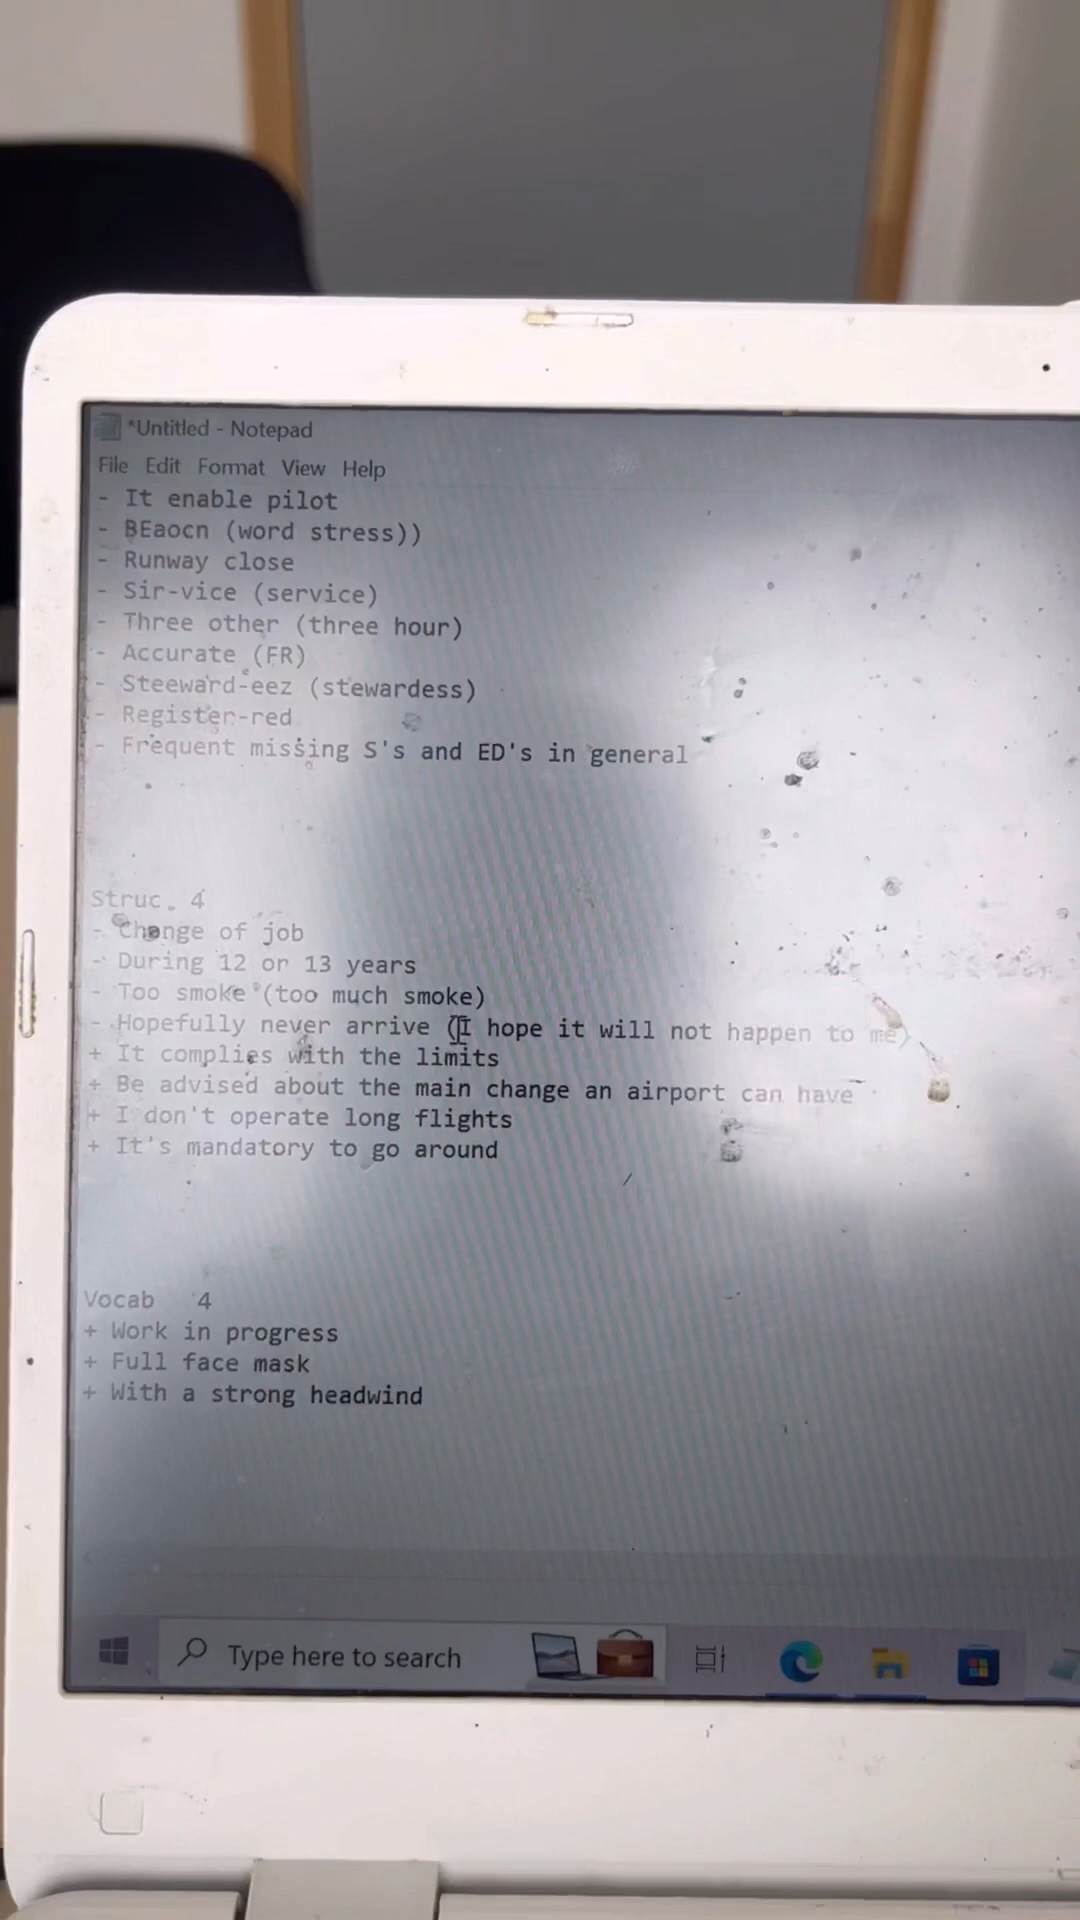 *Untitled - Notepad
File Edit Format View Help
- It enable pilot
- BEaocn (word stress))
- Runway close
- Sir-vice (service)
- Three other (three hour)
- Accurate (FR)
- Steeward-eez (stewardess)
- Register-red
- Frequent missing S's and ED's in general
Struc. 4
- Change of job
- During 12 or 13 years
- Too smoke (too much smoke)
- Hopefully never arrive (I hope it will not happen to me)
+ It complies with the limits
+ Be advised about the main change an airport can have
+ I don't operate long flights
+ It's mandatory to go around
Vocab 4
+ Work in progress
+ Full face mask
+ With a strong headwind
Type here to search